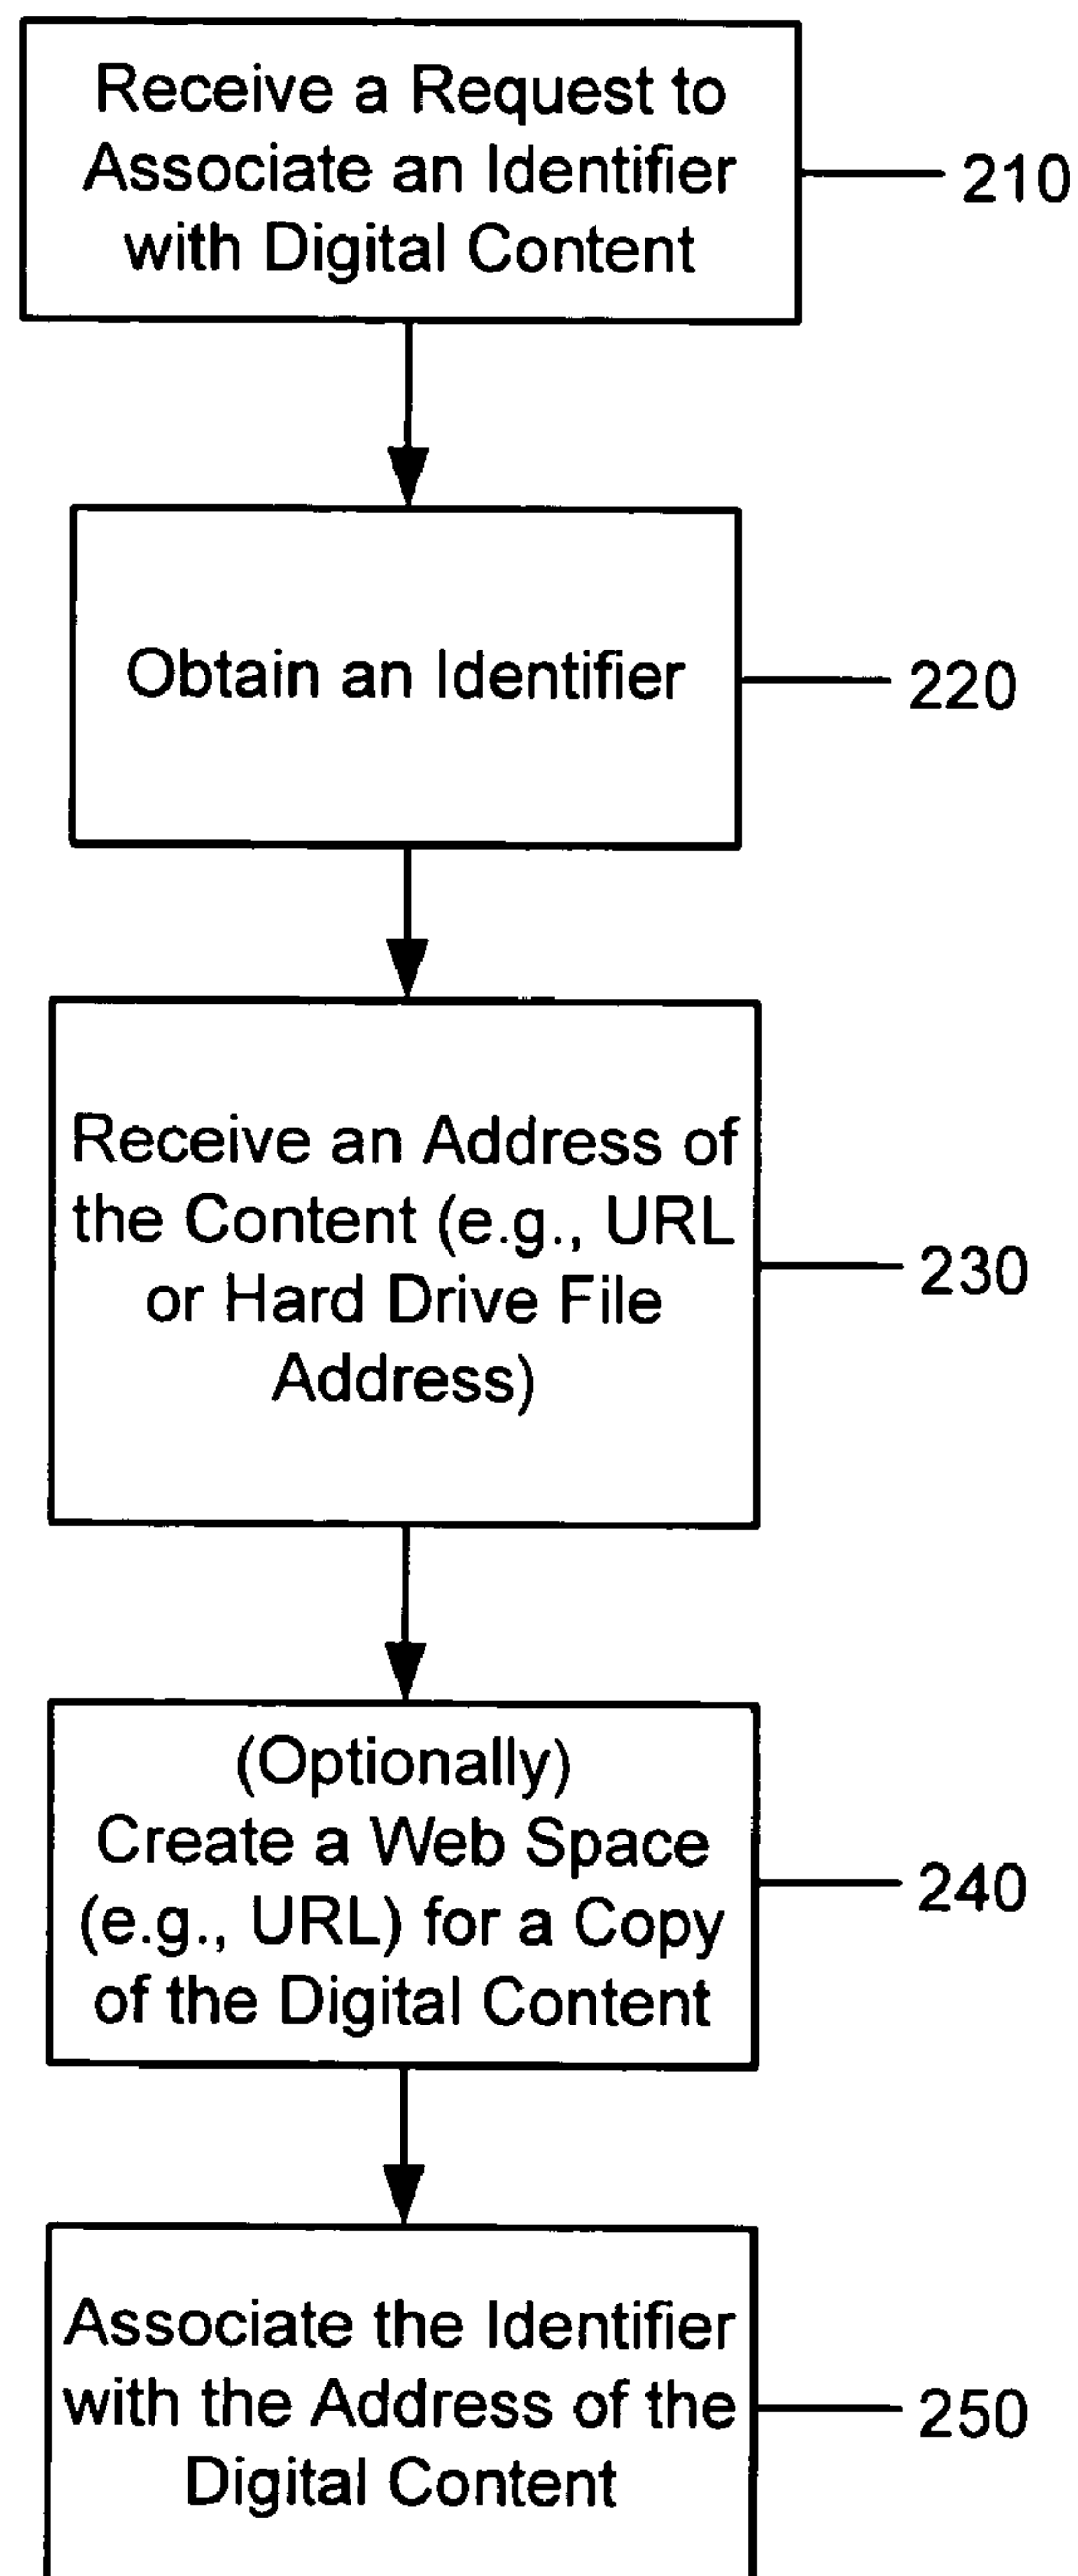 Receive a Request to
Associate an Identifier
with Digital Content
210
Obtain an Identifier
220
Receive an Address of
the Content (e.g., URL
or Hard Drive File
Address)
230
(Optionally)
Create a Web Space
(e.g., URL) for a Copy
of the Digital Content
240
Associate the Identifier
with the Address of the
Digital Content
250